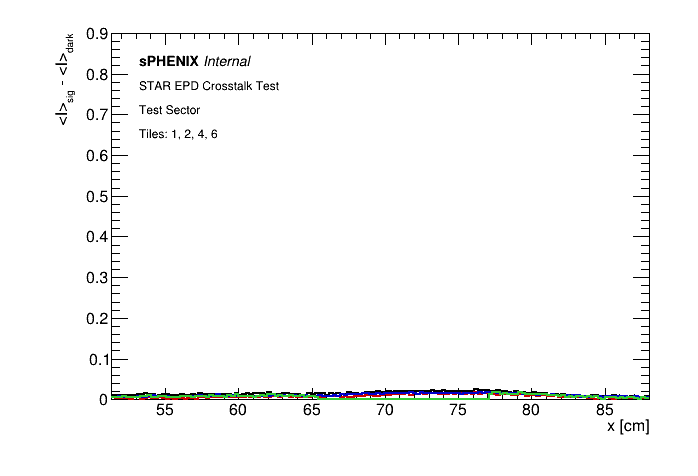 <I>sig - <I>dark
0.9
0.8
0.7
0.6
0.5
0.4
0.3
0.2
0.1
0
sPHENIX Internal
STAR EPD Crosstalk Test
Test Sector
Tiles: 1, 2, 4, 6
55 60 65 70 75 80 85
x [cm]